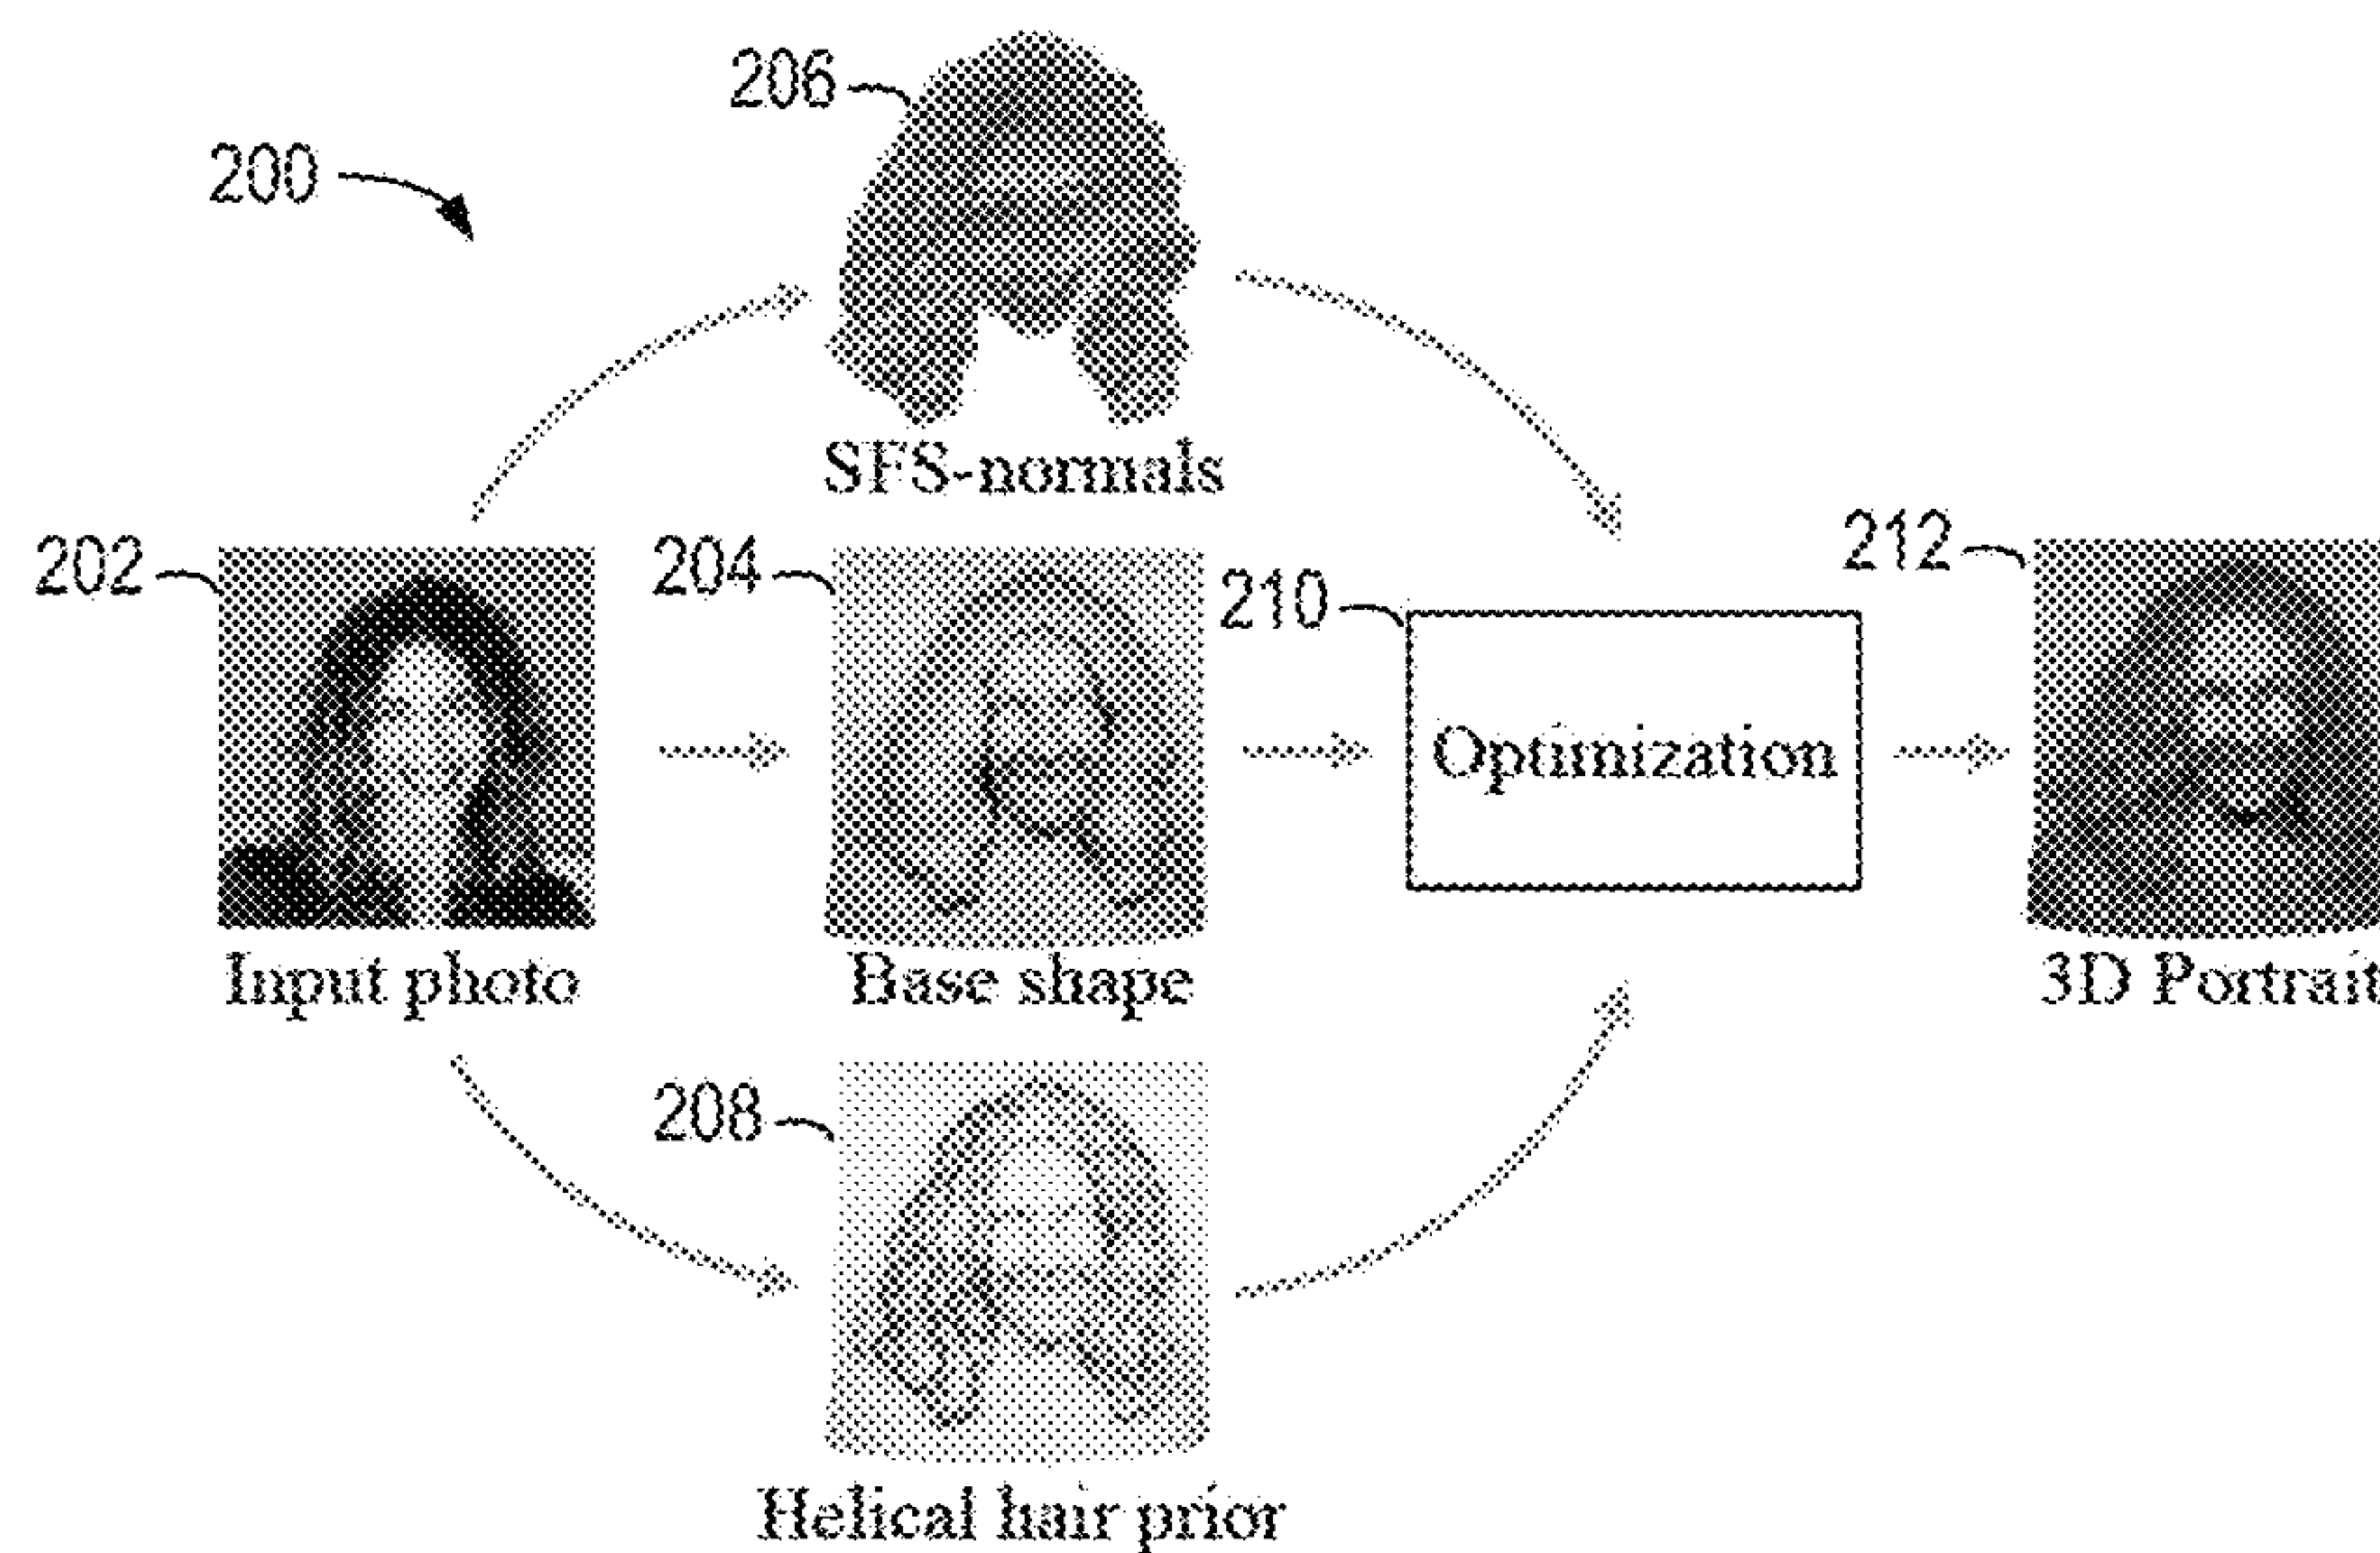 206
200
SFS-normals
202
204
210
212
Optimization
Input photo
Base shape
3D Portrait
208
Helical hair prior